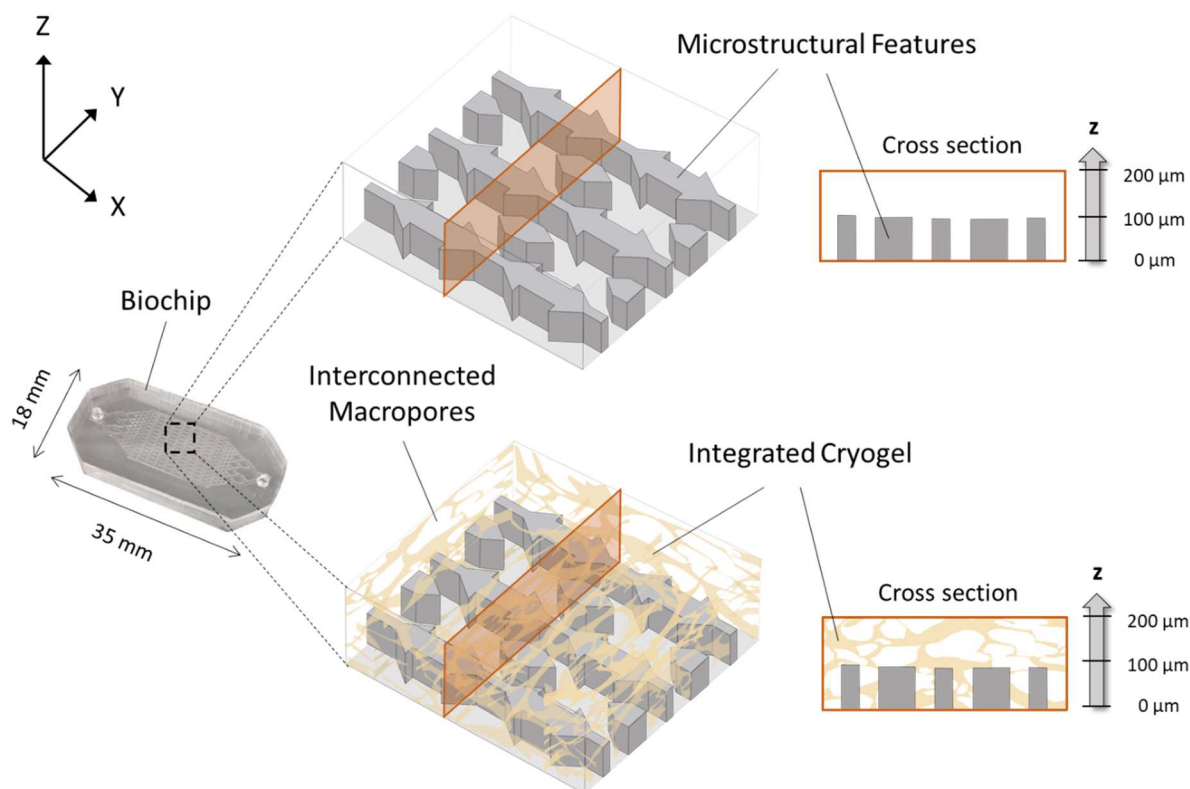 Z
Y
X
Microstructural Features
Cross section
z
200 µm
100 µm
0 µm
Biochip
18 mm
35 mm
Interconnected
Macropores
Integrated Cryogel
Cross section
z
200 µm
100 µm
0 µm